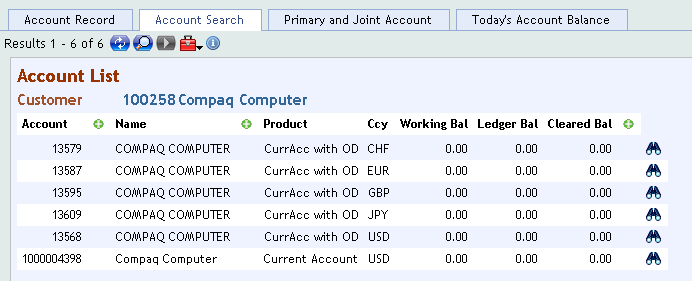 Account Record Account Search Primary and Joint Account Today's Account Balance
Results 1 - 6 of 6
Account List
Customer 100258 Compaq Computer
Account Name Product Ccy Working Bal Ledger Bal Cleared Bal
13579 COMPAQ COMPUTER CurrAcc with OD CHF 0.00 0.00 0.00
13587 COMPAQ COMPUTER CurrAcc with OD EUR 0.00 0.00 0.00
13595 COMPAQ COMPUTER CurrAcc with OD GBP 0.00 0.00 0.00
13609 COMPAQ COMPUTER CurrAcc with OD JPY 0.00 0.00 0.00
13568 COMPAQ COMPUTER CurrAcc with OD USD 0.00 0.00 0.00
1000004398 Compaq Computer Current Account USD 0.00 0.00 0.00